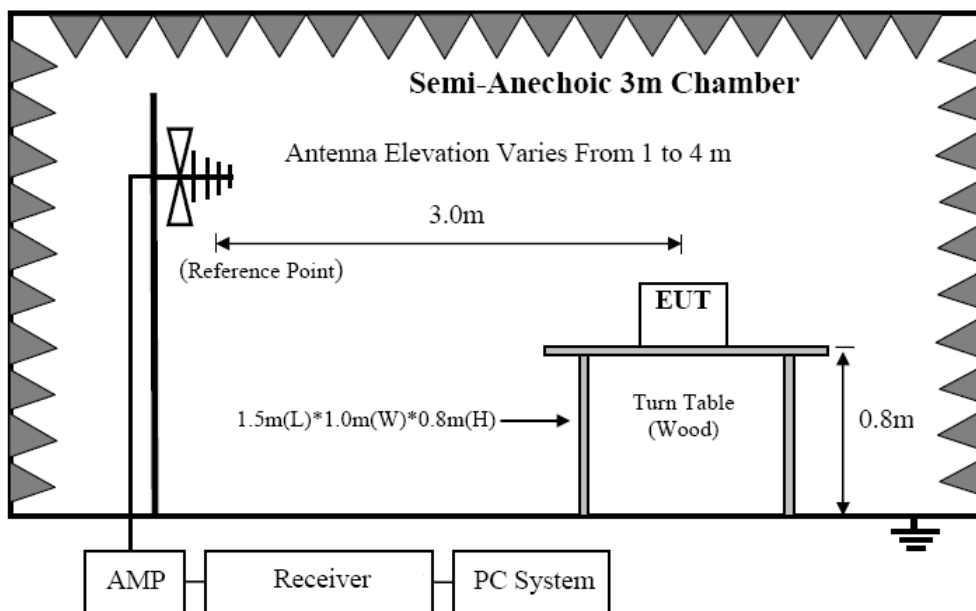 Semi-Anechoic 3m Chamber
Antenna Elevation Varies From 1 to 4 m
3.0m
(Reference Point)
EUT
1.5m(L)*1.0m(W)*0.8m(H)
Turn Table
(Wood)
0.8m
AMP
Receiver
PC System